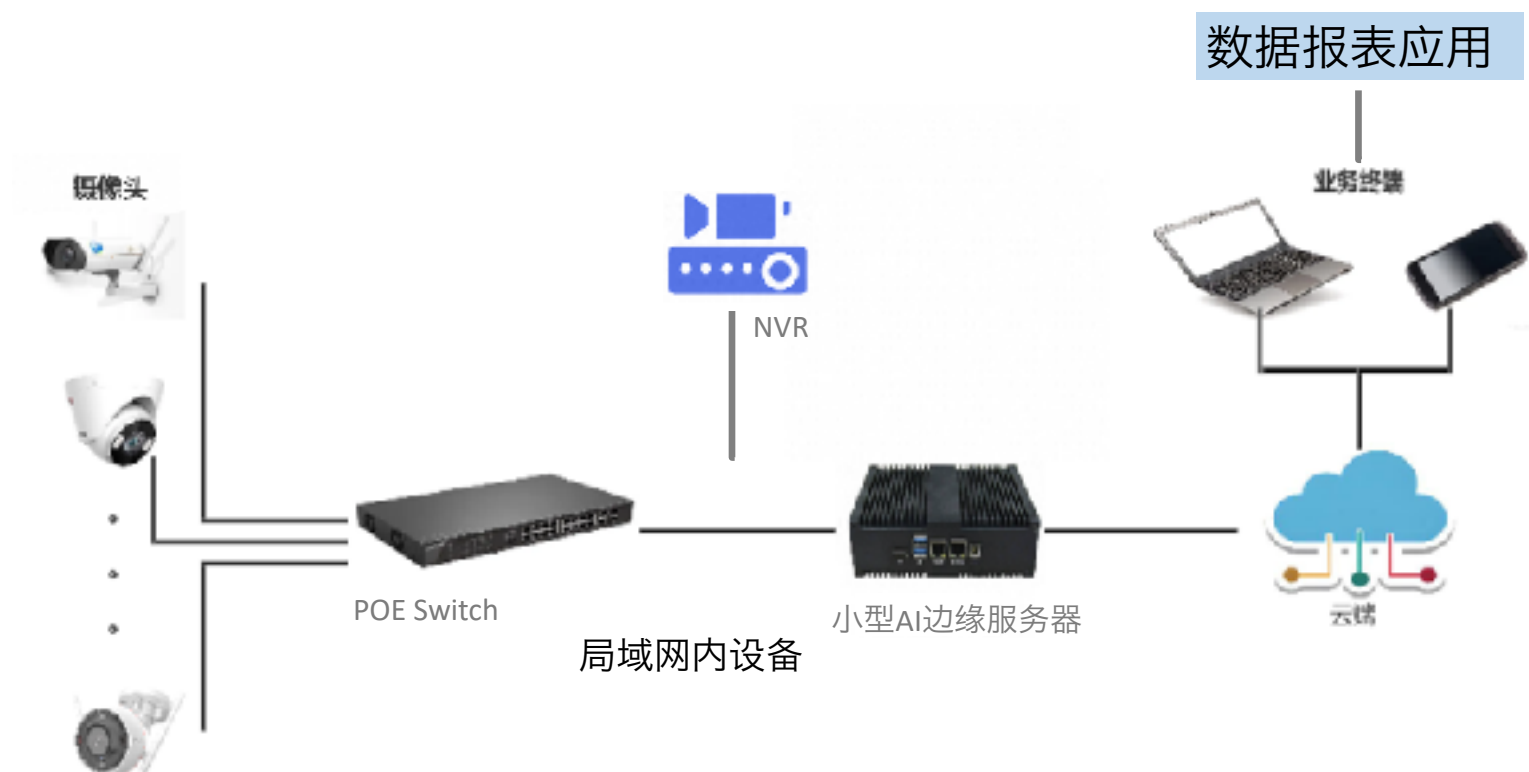 数据报表应用
摄像头
业务终端
NVR
POE Switch
小型AI边缘服务器
云端
局域网内设备